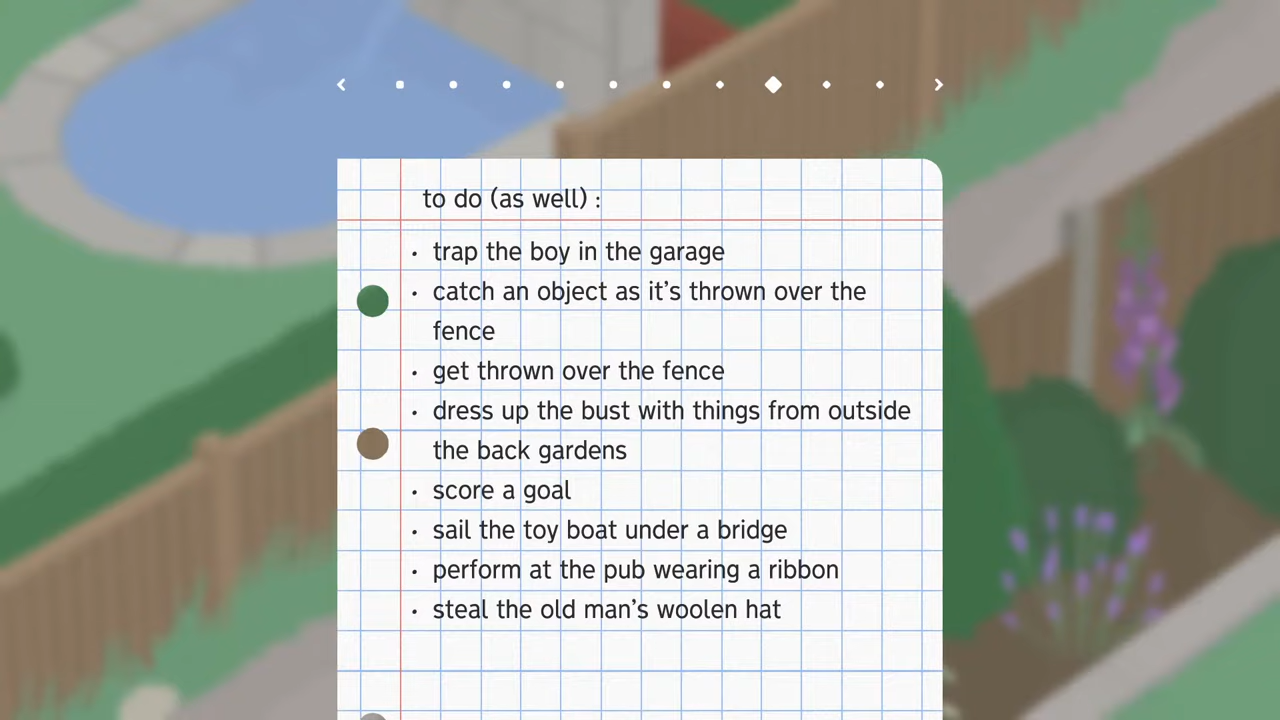 to do (as well) :
• trap the boy in the garage
• catch an object as it’s thrown over the
fence
• get thrown over the fence
• dress up the bust with things from outside
the back gardens
• score a goal
• sail the toy boat under a bridge
• perform at the pub wearing a ribbon
• steal the old man’s woolen hat